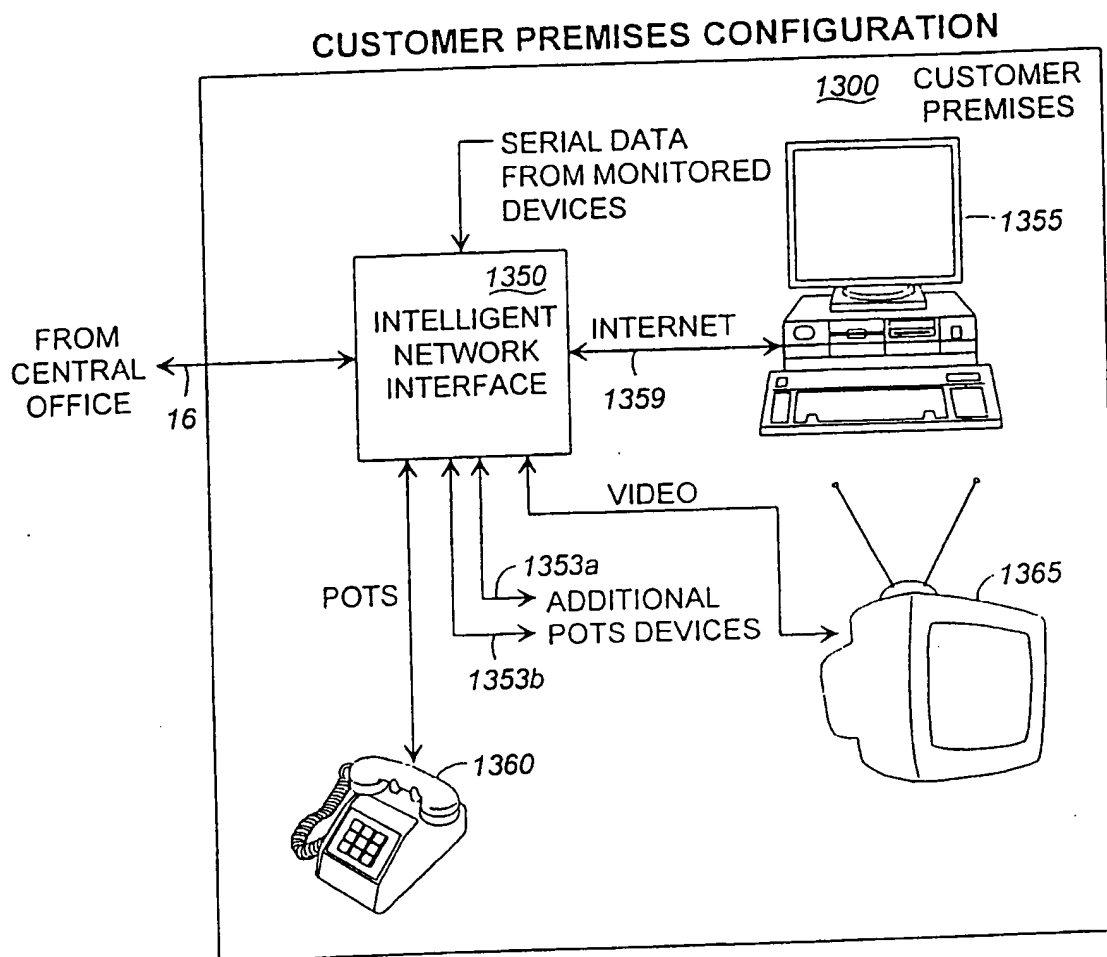 CUSTOMER PREMISES CONFIGURATION
1300 CUSTOMER
PREMISES
SERIAL DATA
FROM MONITORED
DEVICES
1355
1350
INTELLIGENT
NETWORK
INTERFACE
FROM
CENTRAL
OFFICE
16
INTERNET
1359
VIDEO
1353a
POTS
ADDITIONAL
POTS DEVICES
1353b
1365
1360